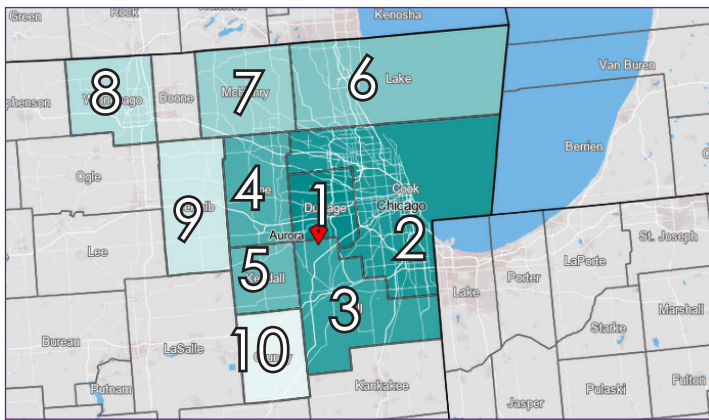 Green
Rock
Kenosha
6
7
8
Lake
Van Buren
Boone
Berrien
Ogle
4
1
Cook
Chicago
9
Aurora
2
St. Joseph
Lee
LaPorte
5
Porter
Lake
3
Marshall
10
Starke
Bureau
LaSalle
Kankakee
Putnam
Pulaski
Fulton
Jasper